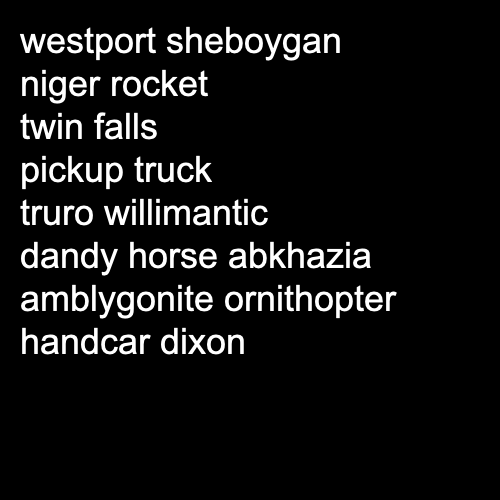 westport sheboygan
niger rocket
twin falls
pickup truck
truro willimantic
dandy horse abkhazia
amblygonite ornithopter
handcar dixon